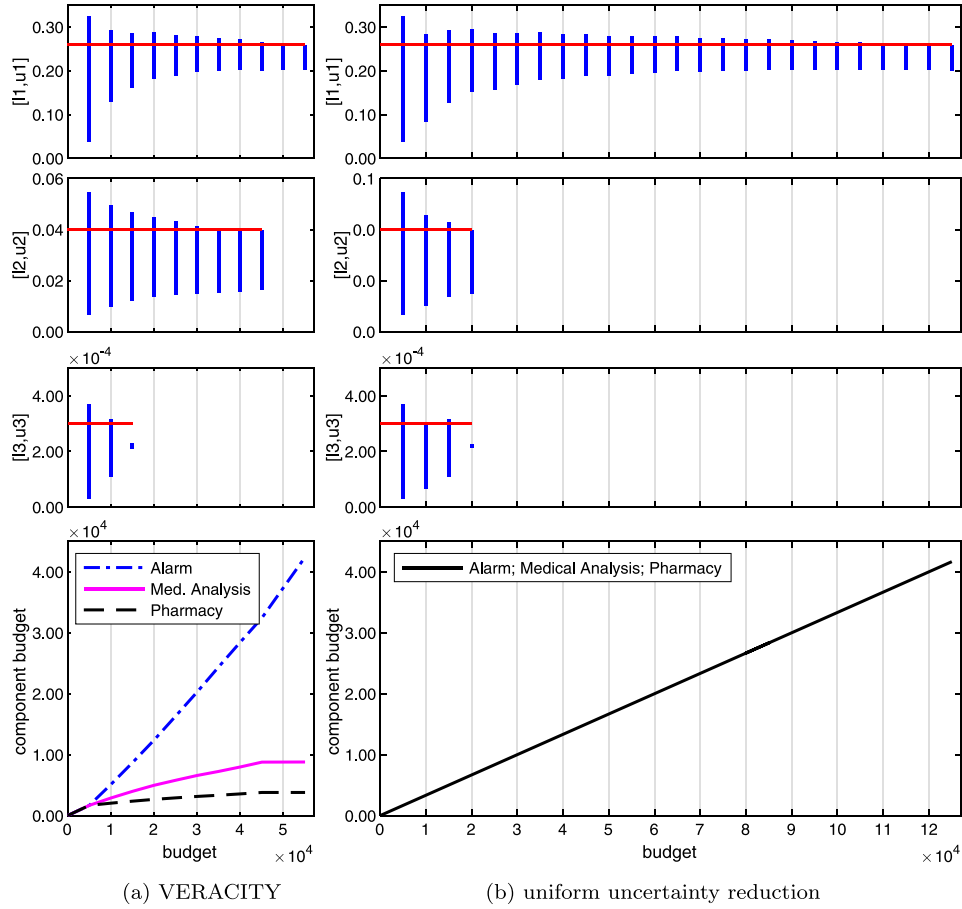 0.30
0.20
0.10
0.00
[l1,u1]
0.30
0.20
0.10
0.00
[l1,u1]
0.06
0.04
0.02
0.00
[l2,u2]
0.1
0.0
0.0
0.0
[l2,u2]
× 10⁻⁴
4.00
2.00
0.00
[l3,u3]
× 10⁻⁴
4.00
2.00
0.00
[l3,u3]
× 10⁴
4.00
3.00
2.00
1.00
0.00
component budget
Alarm
Med. Analysis
Pharmacy
0 1 2 3 4 5
budget
× 10⁴
× 10⁴
4.00
3.00
2.00
1.00
0.00
component budget
Alarm; Medical Analysis; Pharmacy
0 1 2 3 4 5 6 7 8 9 10 11 12
budget
× 10⁴
(a) VERACITY
(b) uniform uncertainty reduction